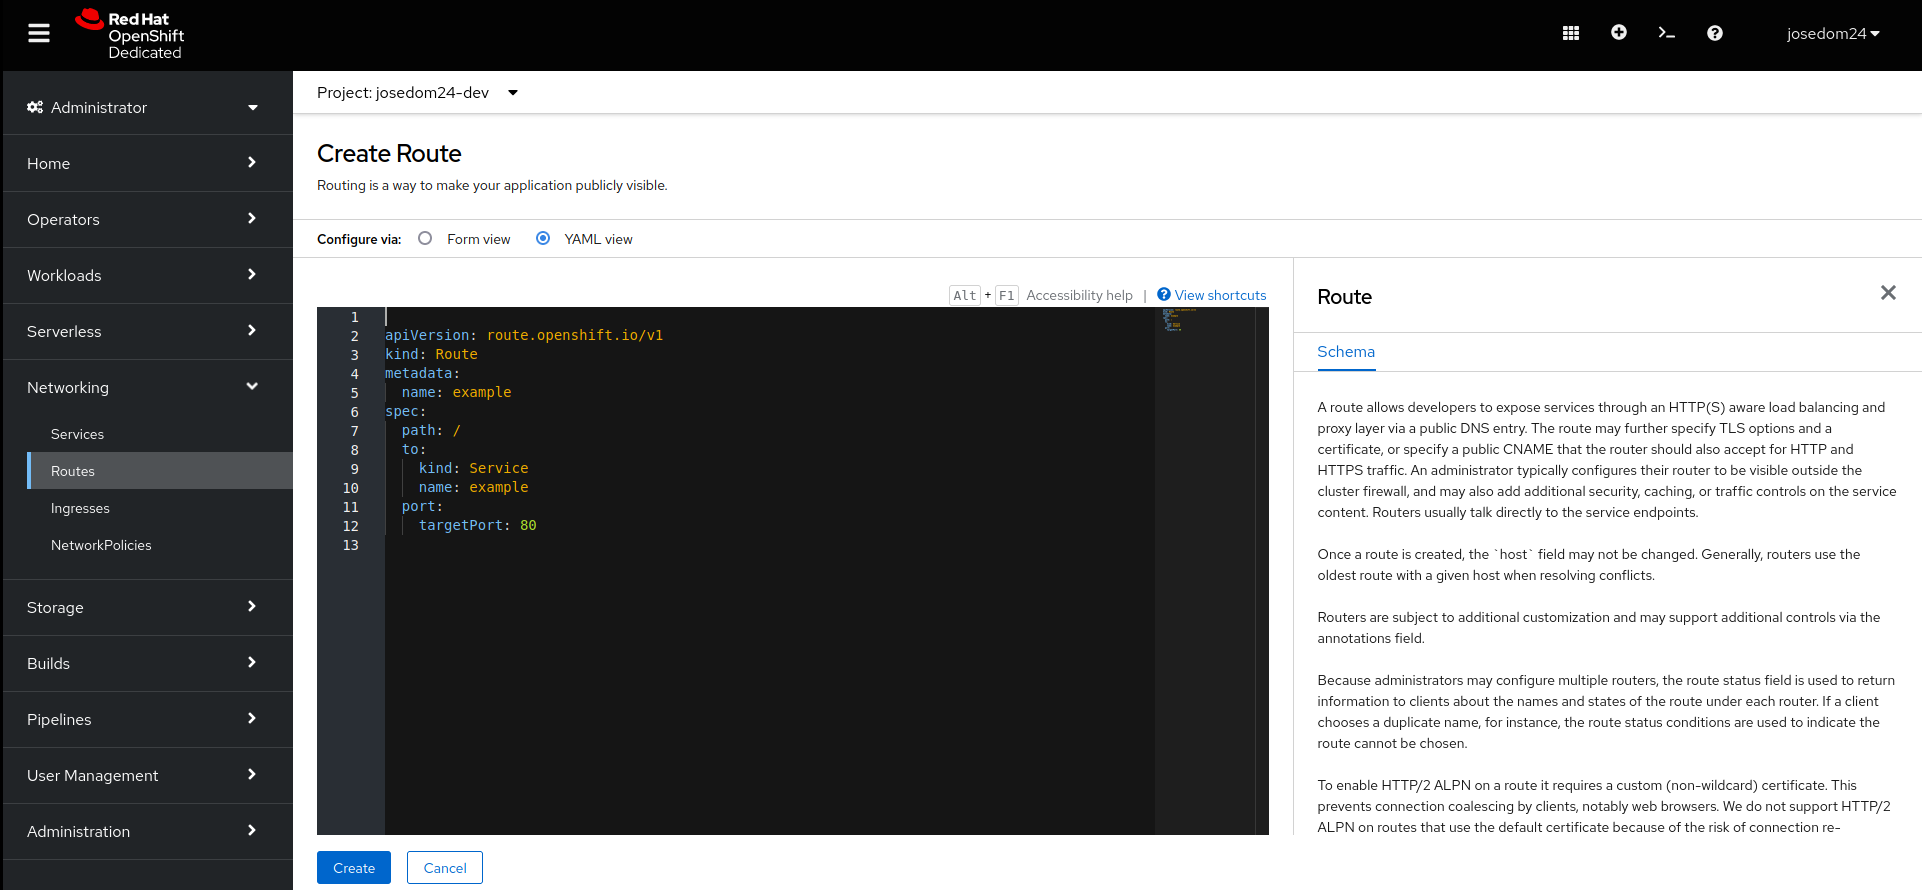 Red Hat
OpenShift
Dedicated
josedom24
Administrator
Home
Operators
Workloads
Serverless
Networking
Services
Routes
Ingresses
NetworkPolicies
Storage
Builds
Pipelines
User Management
Administration
Project: josedom24-dev
Create Route
Routing is a way to make your application publicly visible.
Configure via: Form view YAML view
Alt + F1 Accessibility help | View shortcuts
1
2 apiVersion: route.openshift.io/v1
3 kind: Route
4 metadata:
5   name: example
6 spec:
7   path: /
8   to:
9     kind: Service
10     name: example
11   port:
12     targetPort: 80
13
Create Cancel
Route
Schema
A route allows developers to expose services through an HTTP(S) aware load balancing and
proxy layer via a public DNS entry. The route may further specify TLS options and a
certificate, or specify a public CNAME that the router should also accept for HTTP and
HTTPS traffic. An administrator typically configures their router to be visible outside the
cluster firewall, and may also add additional security, caching, or traffic controls on the service
content. Routers usually talk directly to the service endpoints.
Once a route is created, the `host` field may not be changed. Generally, routers use the
oldest route with a given host when resolving conflicts.
Routers are subject to additional customization and may support additional controls via the
annotations field.
Because administrators may configure multiple routers, the route status field is used to return
information to clients about the names and states of the route under each router. If a client
chooses a duplicate name, for instance, the route status conditions are used to indicate the
route cannot be chosen.
To enable HTTP/2 ALPN on a route it requires a custom (non-wildcard) certificate. This
prevents connection coalescing by clients, notably web browsers. We do not support HTTP/2
ALPN on routes that use the default certificate because of the risk of connection re-